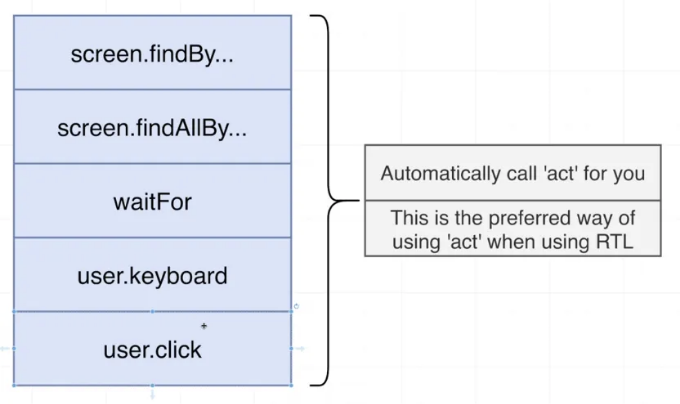 screen.findBy...
screen.findAllBy...
waitFor
user.keyboard
user.click
Automatically call 'act' for you
This is the preferred way of
using 'act' when using RTL